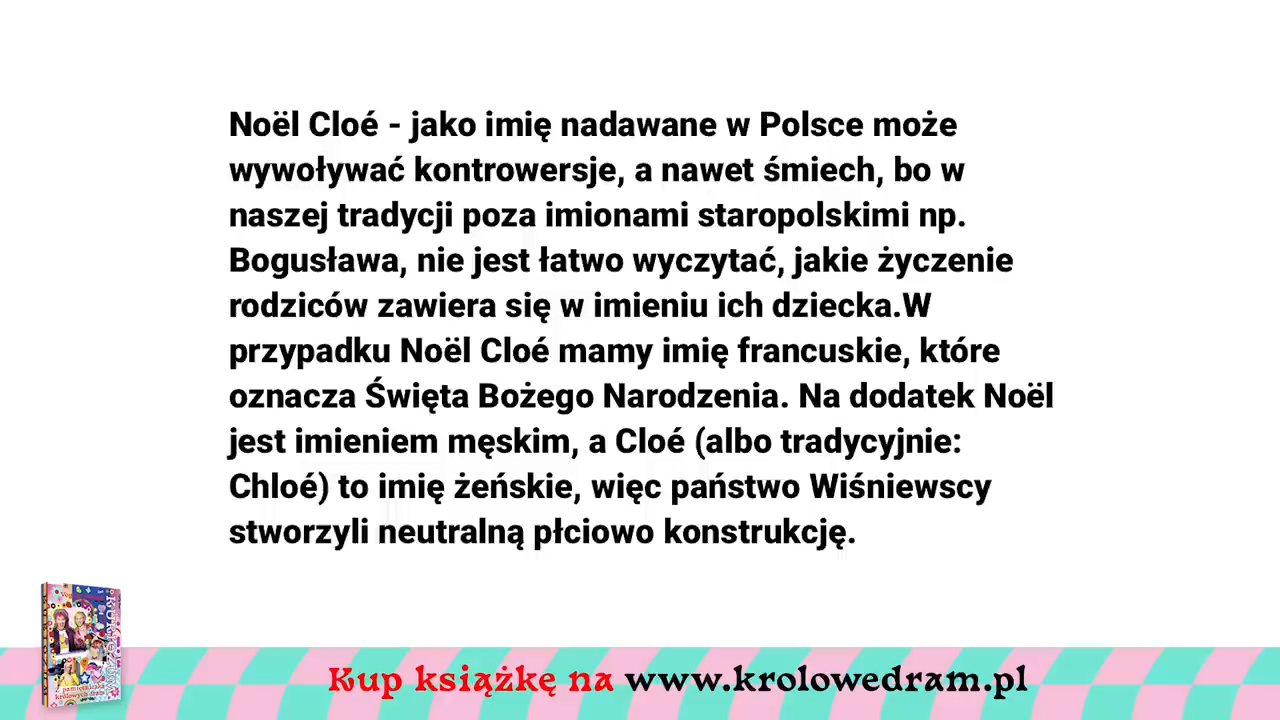 Noël Cloé - jako imię nadawane w Polsce może
wywoływać kontrowersje, a nawet śmiech, bo w
naszej tradycji poza imionami staropolskimi np.
Bogusława, nie jest łatwo wyczytać, jakie życzenie
rodziców zawiera się w imieniu ich dziecka.W
przypadku Noël Cloé mamy imię francuskie, które
oznacza Święta Bożego Narodzenia. Na dodatek Noël
jest imieniem męskim, a Cloé (albo tradycyjnie:
Chloé) to imię żeńskie, więc państwo Wiśniewscy
stworzyli neutralną płciowo konstrukcję.
Z pamiętnika
królowych dram
Kup książkę na www.krolowedram.pl